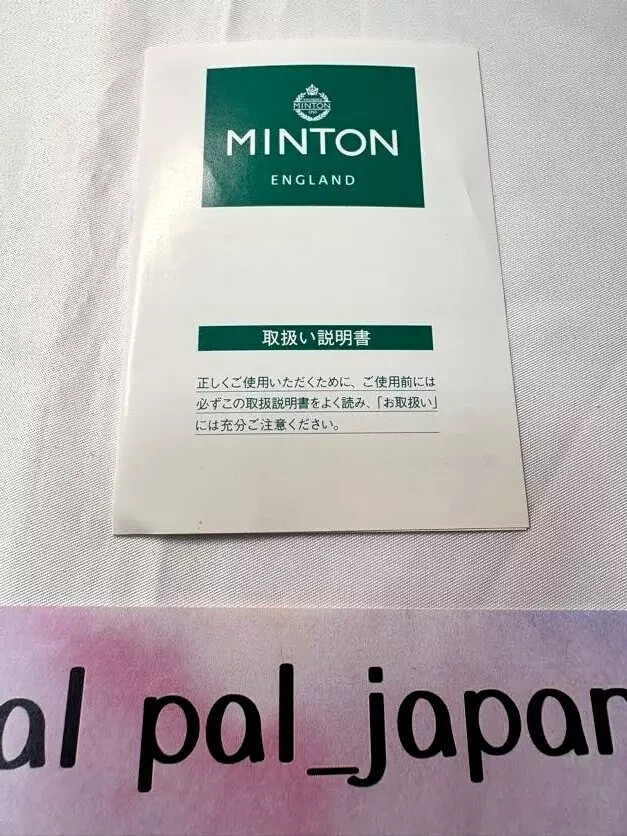 MINTON
MINTON
ENGLAND
取扱い説明書
正しくご使用いただくために、ご使用前には
必ずこの取扱説明書をよく読み、「お取扱い」
には充分ご注意ください。
al pal_japan